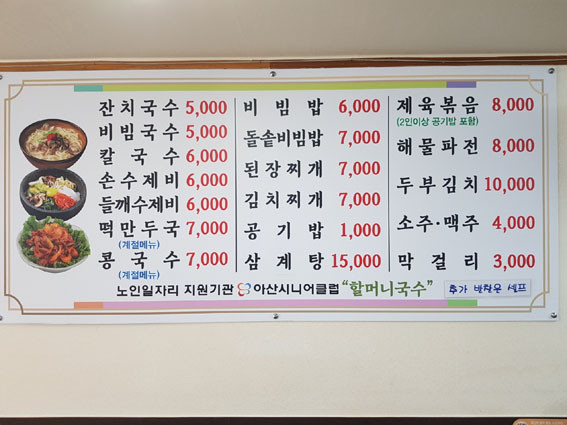 잔치국수 5,000
비빔국수 5,000
칼국수 6,000
손수제비 6,000
들깨수제비 6,000
떡만두국 7,000
(계절메뉴)
콩국수 7,000
(계절메뉴)
비빔밥 6,000
돌솥비빔밥 7,000
된장찌개 7,000
김치찌개 7,000
공기밥 1,000
삼계탕 15,000
제육볶음 8,000
(2인이상 공기밥 포함)
해물파전 8,000
두부김치 10,000
소주·맥주 4,000
막걸리 3,000
노인일자리 지원기관 아산시니어클럽 "할머니국수"
추가 반찬은 셀프